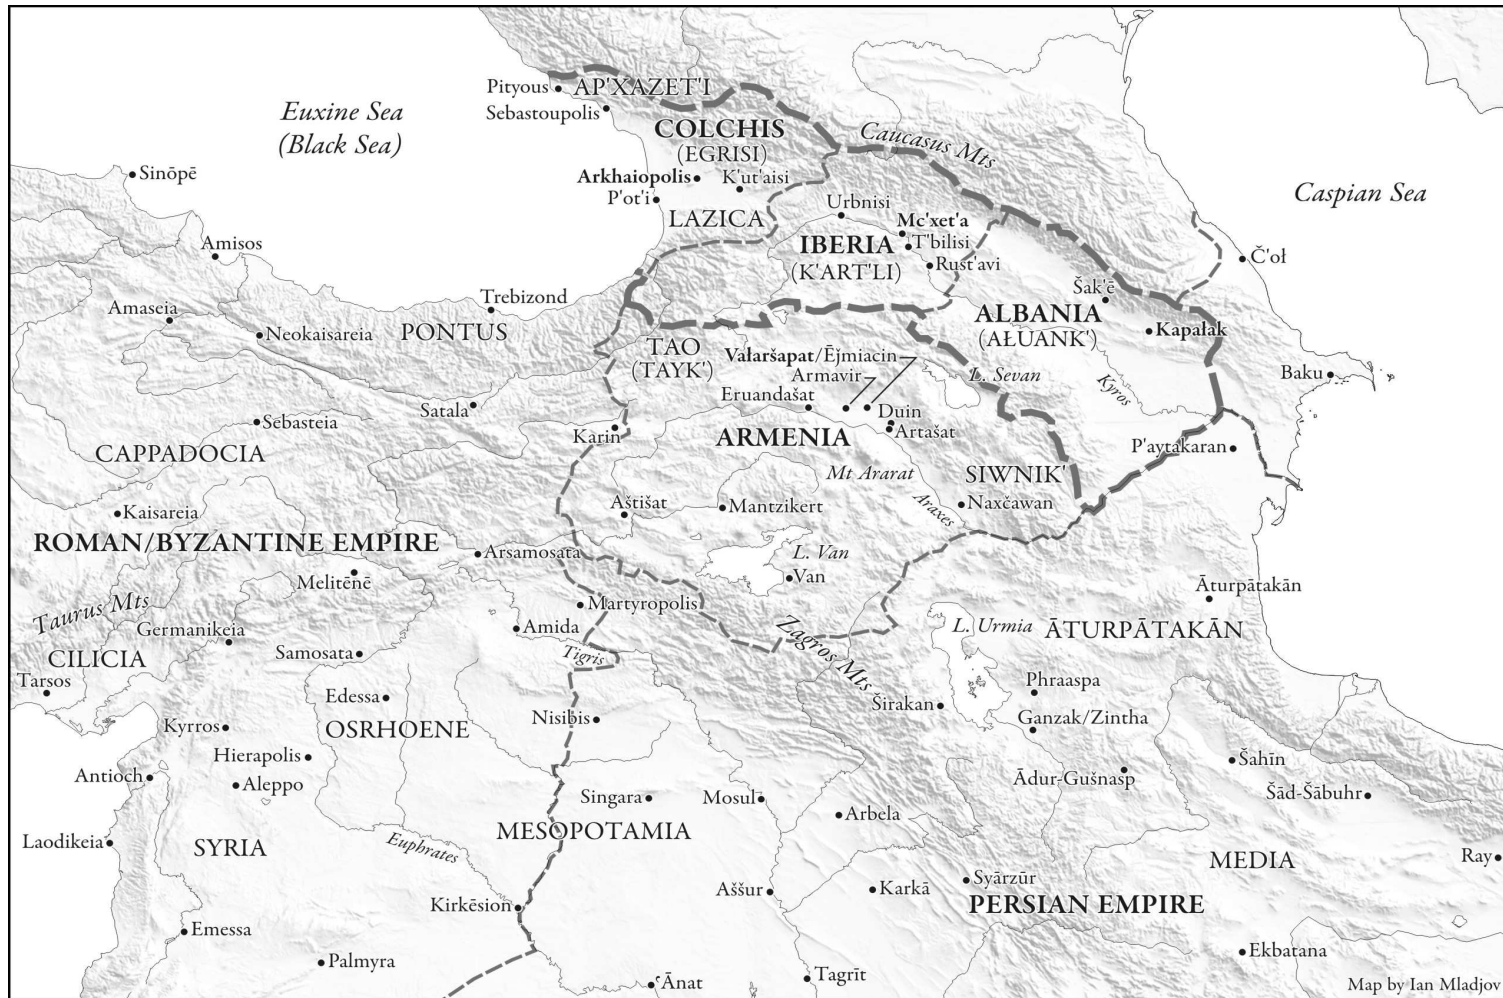 Pityous
AP'XAZET'I
Sebastoupolis
Euxine Sea
(Black Sea)
COLCHIS
(EGRISI)
Caucasus Mts
Sinōpē
Arkhaiopolis
K'ut'aisi
P'ot'i
LAZICA
Urbnisi
Mc'xet'a
Caspian Sea
Amisos
IBERIA
(K'ART'LI)
T'bilisi
Rust'avi
Č'oł
Šak'ē
Amaseia
Trebizond
Neokaisareia
PONTUS
ALBANIA
(AŁUANK')
Kapałak
TAO
(TAYK')
Vałaršapat/Ējmiacin
Armavir
L. Sevan
Kyros
Baku
Eruandašat
Satala
Duin
Artašat
Sebasteia
Karin
ARMENIA
P'aytakaran
CAPPADOCIA
Mt Ararat
SIWNIK'
Araxes
Naxčawan
Kaisareia
Aštišat
Mantzikert
ROMAN/BYZANTINE EMPIRE
Arsamosata
L. Van
Van
Melitēnē
Āturpātakān
Taurus Mts
Martyropolis
Germanikeia
Amida
Zagros Mts
L. Urmia
ĀTURPĀTAKĀN
CILICIA
Samosata
Tigris
Tarsos
Edessa
Phraaspa
Širakan
Kyrros
OSRHOENE
Nisibis
Ganzak/Zintha
Hierapolis
Antioch
Aleppo
Šahīn
Ādur-Gušnasp
Singara
Mosul
Šād-Šābuhr
Arbela
MESOPOTAMIA
Laodikeia
SYRIA
Euphrates
MEDIA
Ray
Aššur
Karkā
Syārzūr
Kirkēsion
PERSIAN EMPIRE
Emessa
Palmyra
Ekbatana
ʿĀnat
Tagrīt
Map by Ian Mladjov